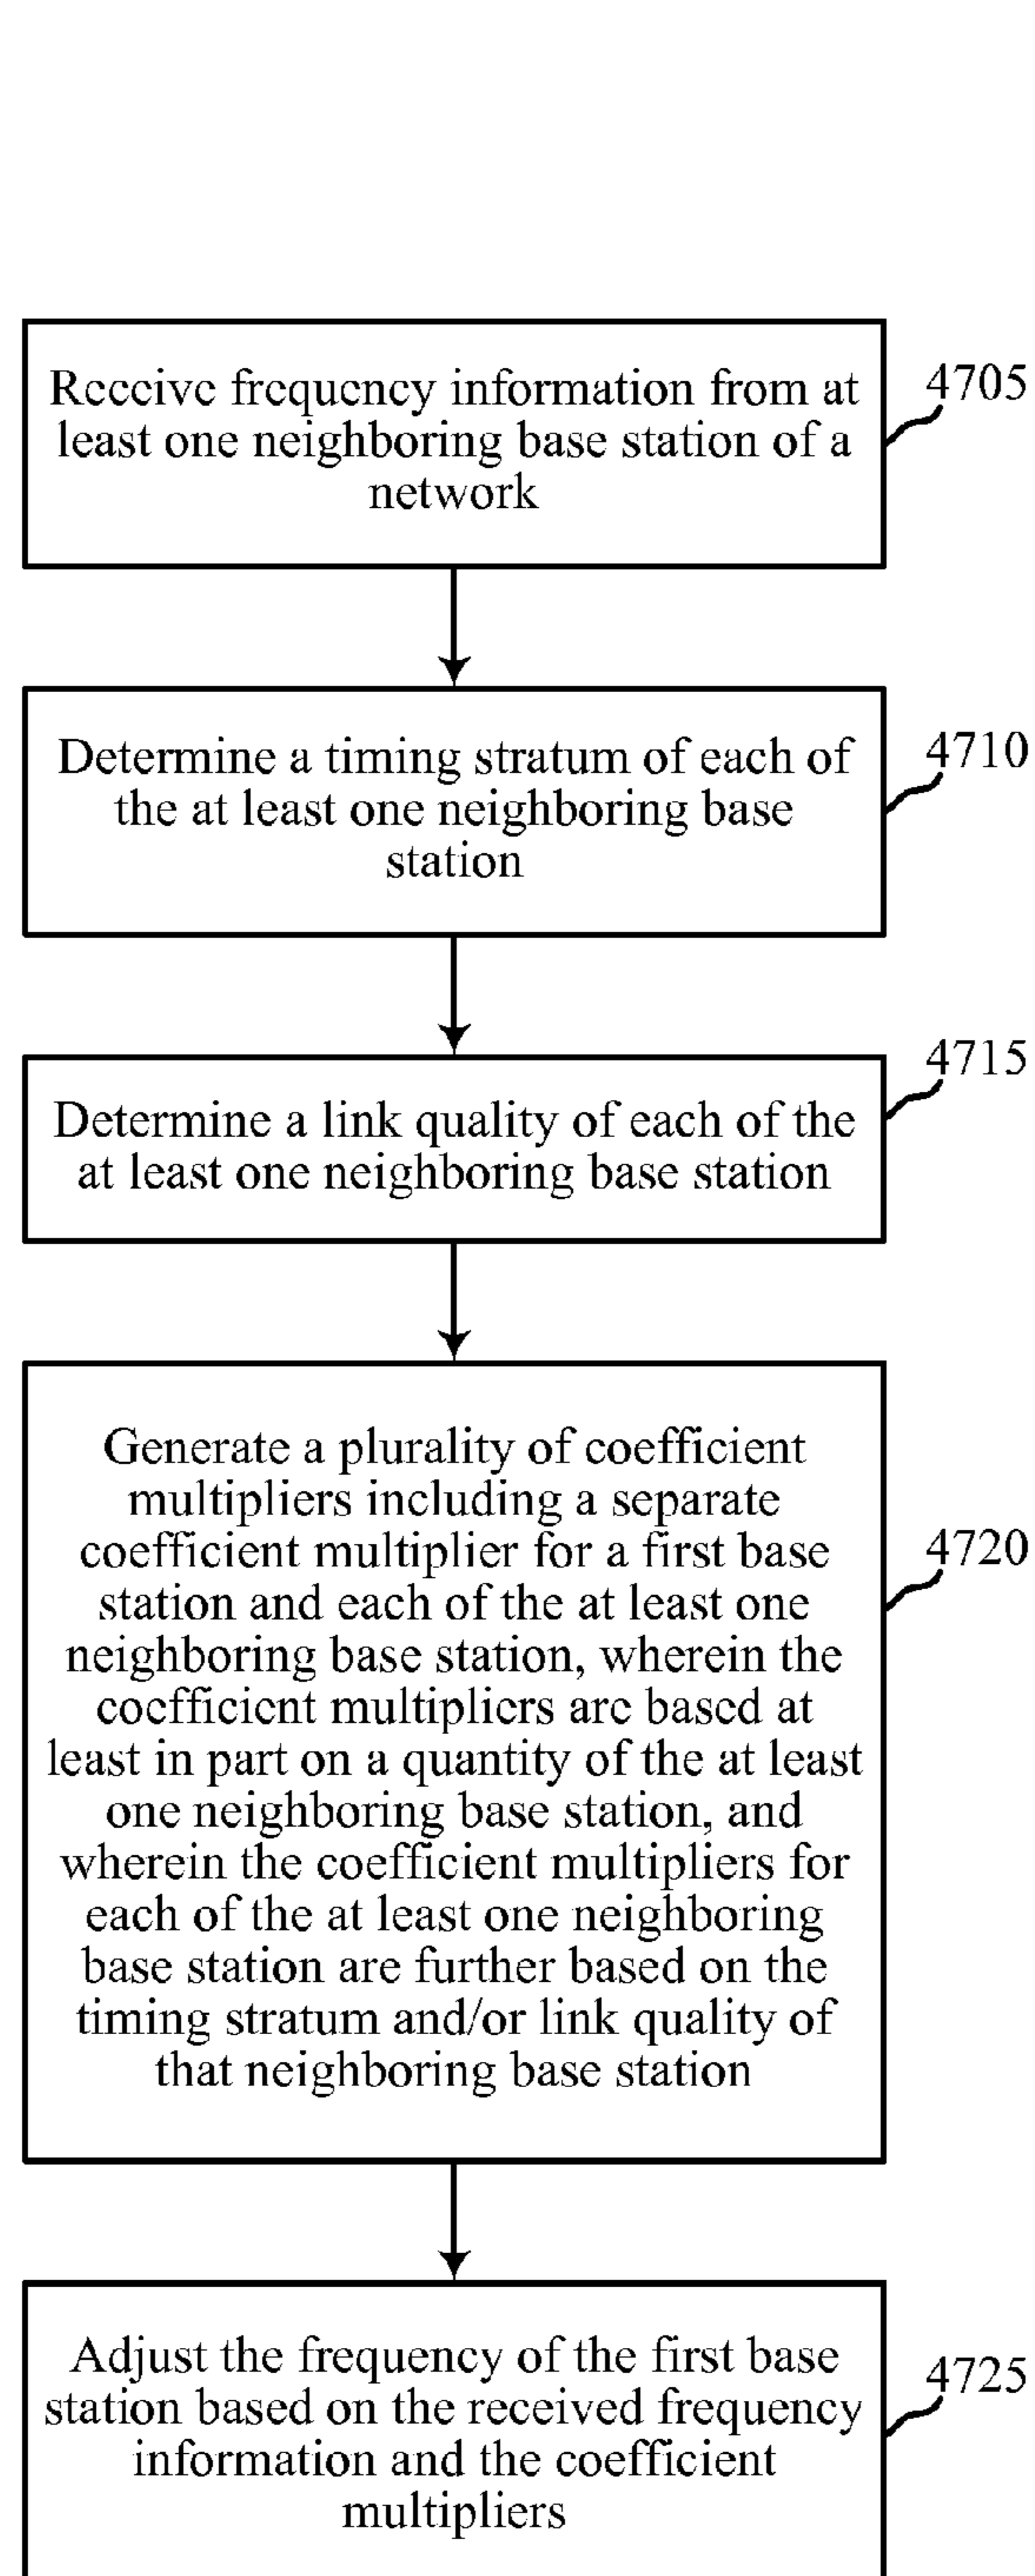 Receive frequency information from at
least one neighboring base station of a
network
4705
Determine a timing stratum of each of
the at least one neighboring base
station
4710
Determine a link quality of each of the
at least one neighboring base station
4715
Generate a plurality of coefficient
multipliers including a separate
coefficient multiplier for a first base
station and each of the at least one
neighboring base station, wherein the
coefficient multipliers are based at
least in part on a quantity of the at least
one neighboring base station, and
wherein the coefficient multipliers for
each of the at least one neighboring
base station are further based on the
timing stratum and/or link quality of
that neighboring base station
4720
Adjust the frequency of the first base
station based on the received frequency
information and the coefficient
multipliers
4725